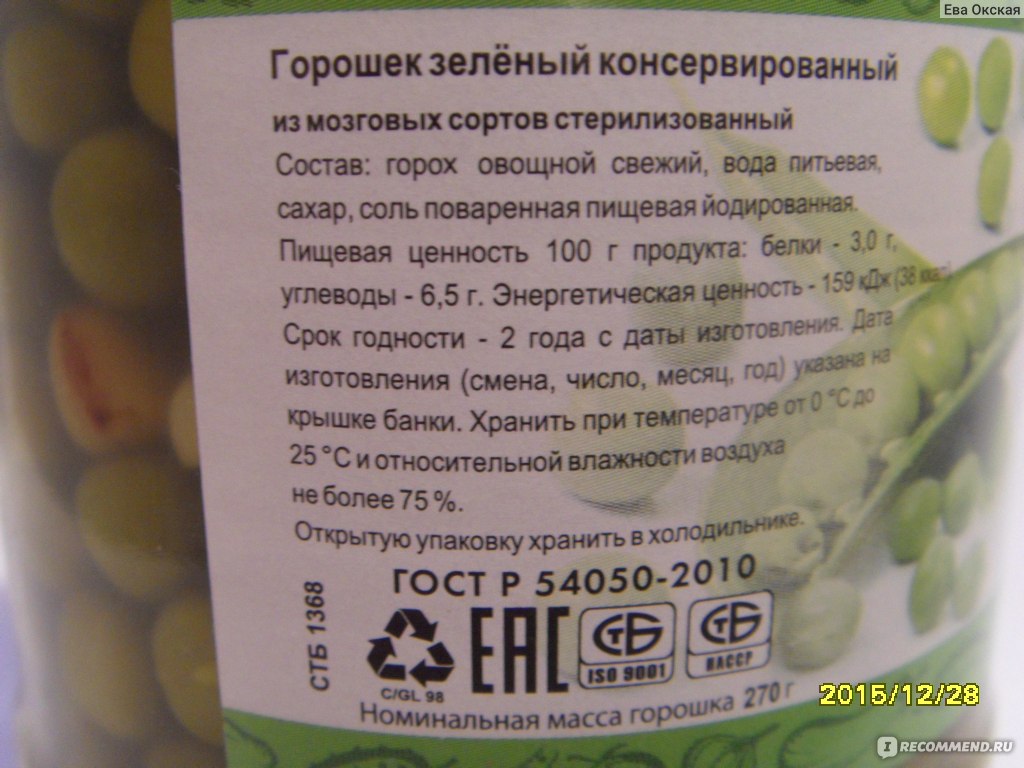 Ева Окская
Горошек зелёный консервированный
из мозговых сортов стерилизованный
Состав: горох овощной свежий, вода питьевая,
сахар, соль поваренная пищевая йодированная.
Пищевая ценность 100 г продукта: белки - 3,0 г,
углеводы - 6,5 г. Энергетическая ценность - 159 кДж (38 ккал).
Срок годности - 2 года с даты изготовления. Дата
изготовления (смена, число, месяц, год) указана на
крышке банки. Хранить при температуре от 0 °С до
25 °С и относительной влажности воздуха
не более 75 %.
Открытую упаковку хранить в холодильнике.
ГОСТ Р 54050-2010
СТБ 1368
C/GL 98
ЕАС
СТБ
ISO 9001
СТБ
НАССР
Номинальная масса горошка 270 г
2015/12/28
IRECOMMEND.RU